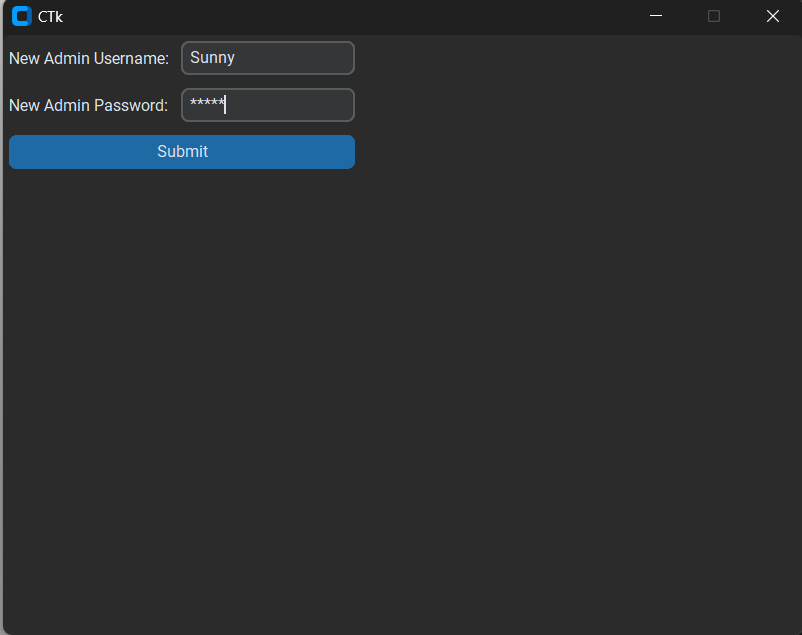 CTk
New Admin Username: Sunny
New Admin Password: *****
Submit